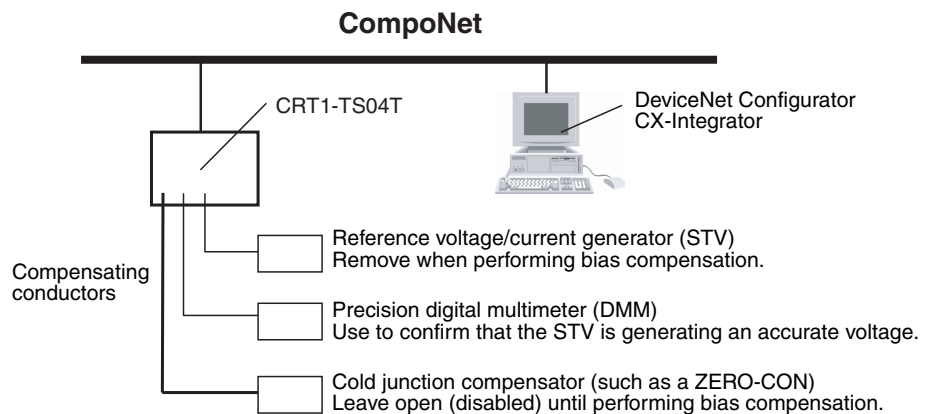 CompoNet
CRT1-TS04T
DeviceNet Configurator
CX-Integrator
Reference voltage/current generator (STV)
Remove when performing bias compensation.
Compensating
conductors
Precision digital multimeter (DMM)
Use to confirm that the STV is generating an accurate voltage.
Cold junction compensator (such as a ZERO-CON)
Leave open (disabled) until performing bias compensation.